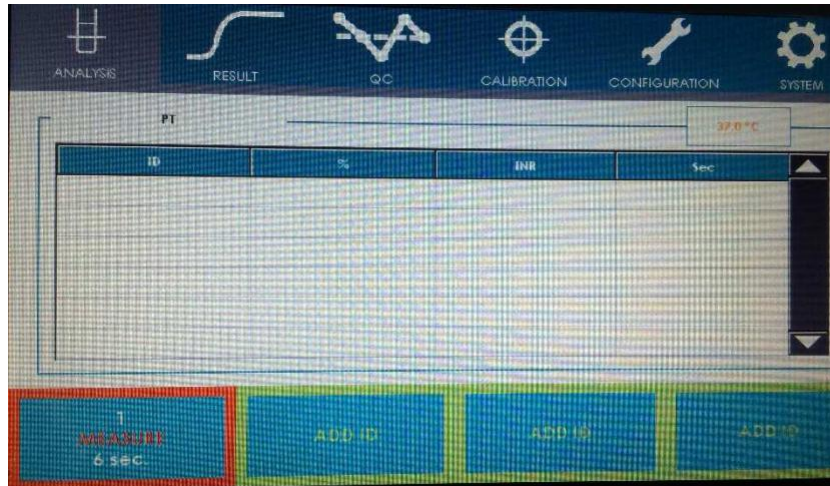 ANALYSIS RESULT QC CALIBRATION CONFIGURATION SYSTEM
PT 37.0 °C
ID % INR Sec
1
MEASURE
6 sec.
ADD ID ADD ID ADD ID